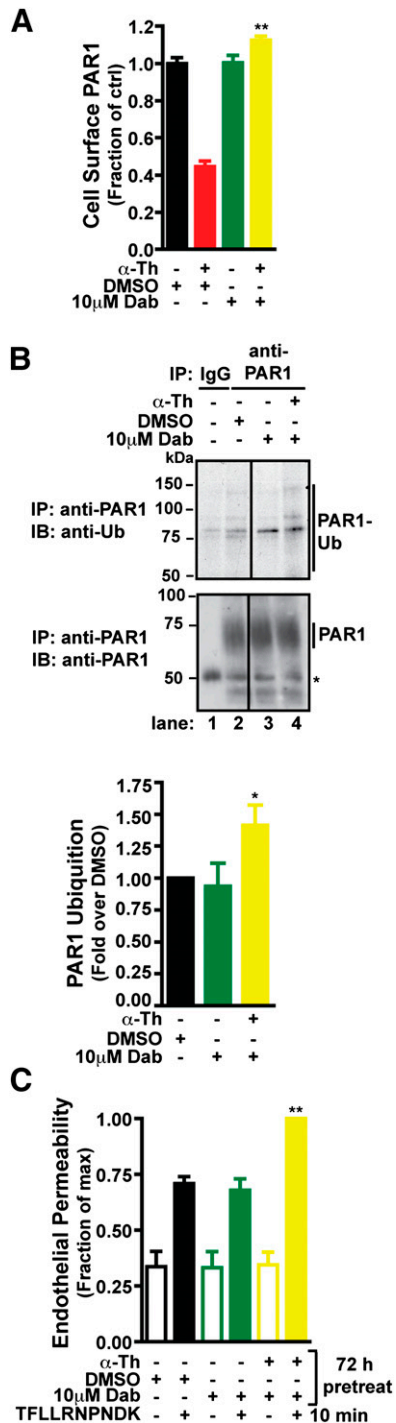 A
Cell Surface PAR1
(Fraction of ctrl)
1.2
1.0
0.8
0.6
0.4
0.2
0.0
**
α-Th - + - +
DMSO + + - -
10μM Dab - - + +
B
IP: IgG anti-PAR1
α-Th - - - +
DMSO - + - -
10μM Dab - - + +
kDa
150
100
75
50
IP: anti-PAR1
IB: anti-Ub
PAR1-
Ub
100
75
50
IP: anti-PAR1
IB: anti-PAR1
PAR1
*
lane: 1 2 3 4
PAR1 Ubiquition
(Fold over DMSO)
1.75
1.50
1.25
1.00
0.75
0.50
0.25
0.00
*
α-Th - - +
DMSO + - -
10μM Dab - + +
C
Endothelial Permeability
(Fraction of max)
1.00
0.75
0.50
0.25
0.00
**
α-Th - - - - + +
DMSO + + - - - -
10μM Dab - - + + + +
72 h
pretreat
TFLLRNPNDK - + - + - + 10 min